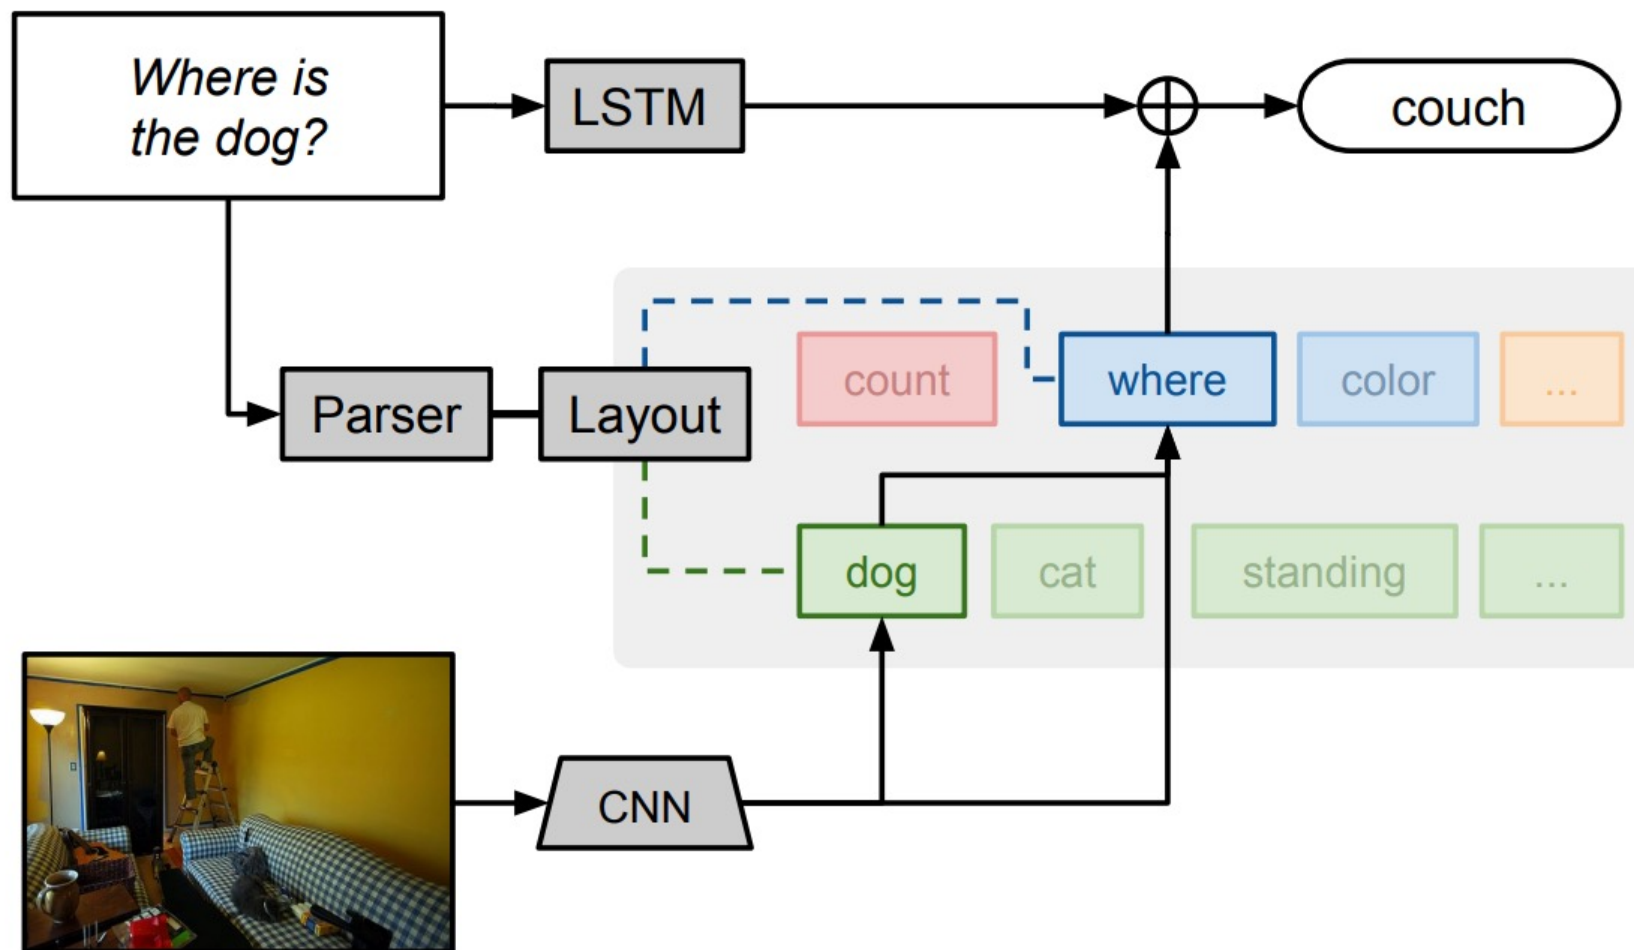 Where is
the dog?
LSTM
couch
count
where
color
...
Parser
Layout
dog
cat
standing
...
CNN